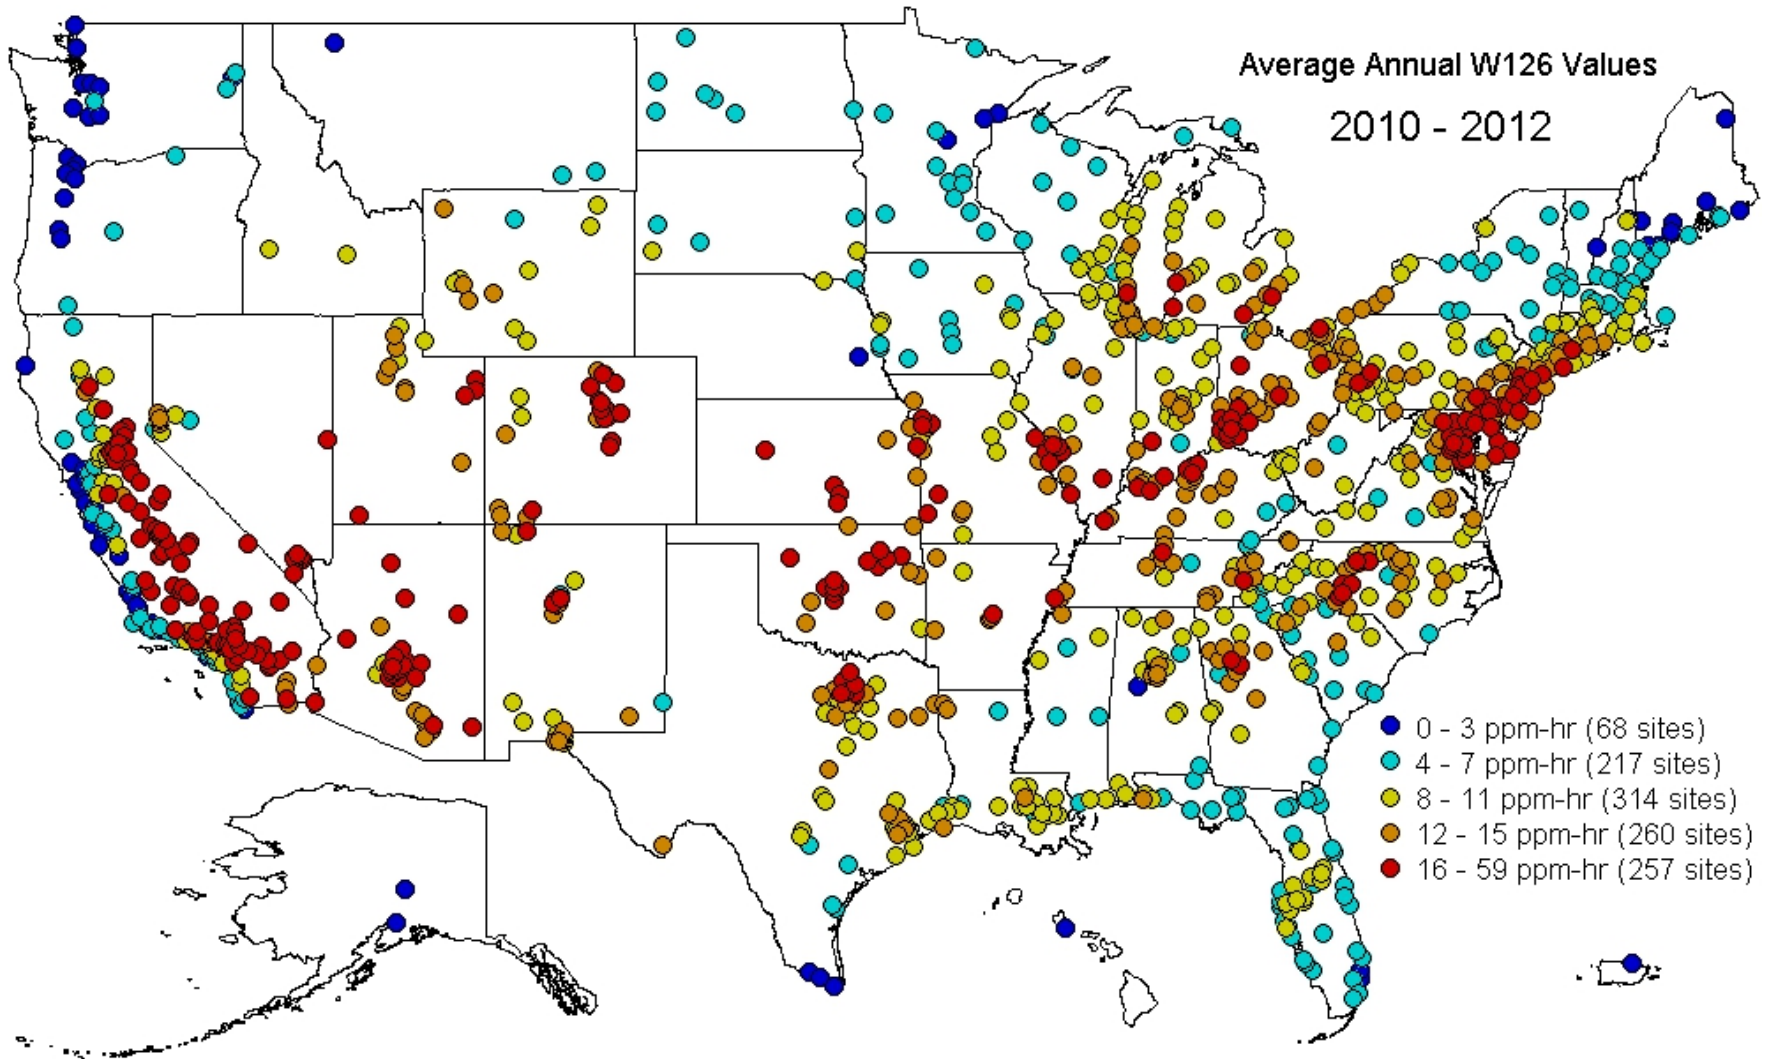 Average Annual W126 Values
2010 - 2012
0 - 3 ppm-hr (68 sites)
4 - 7 ppm-hr (217 sites)
8 - 11 ppm-hr (314 sites)
12 - 15 ppm-hr (260 sites)
16 - 59 ppm-hr (257 sites)